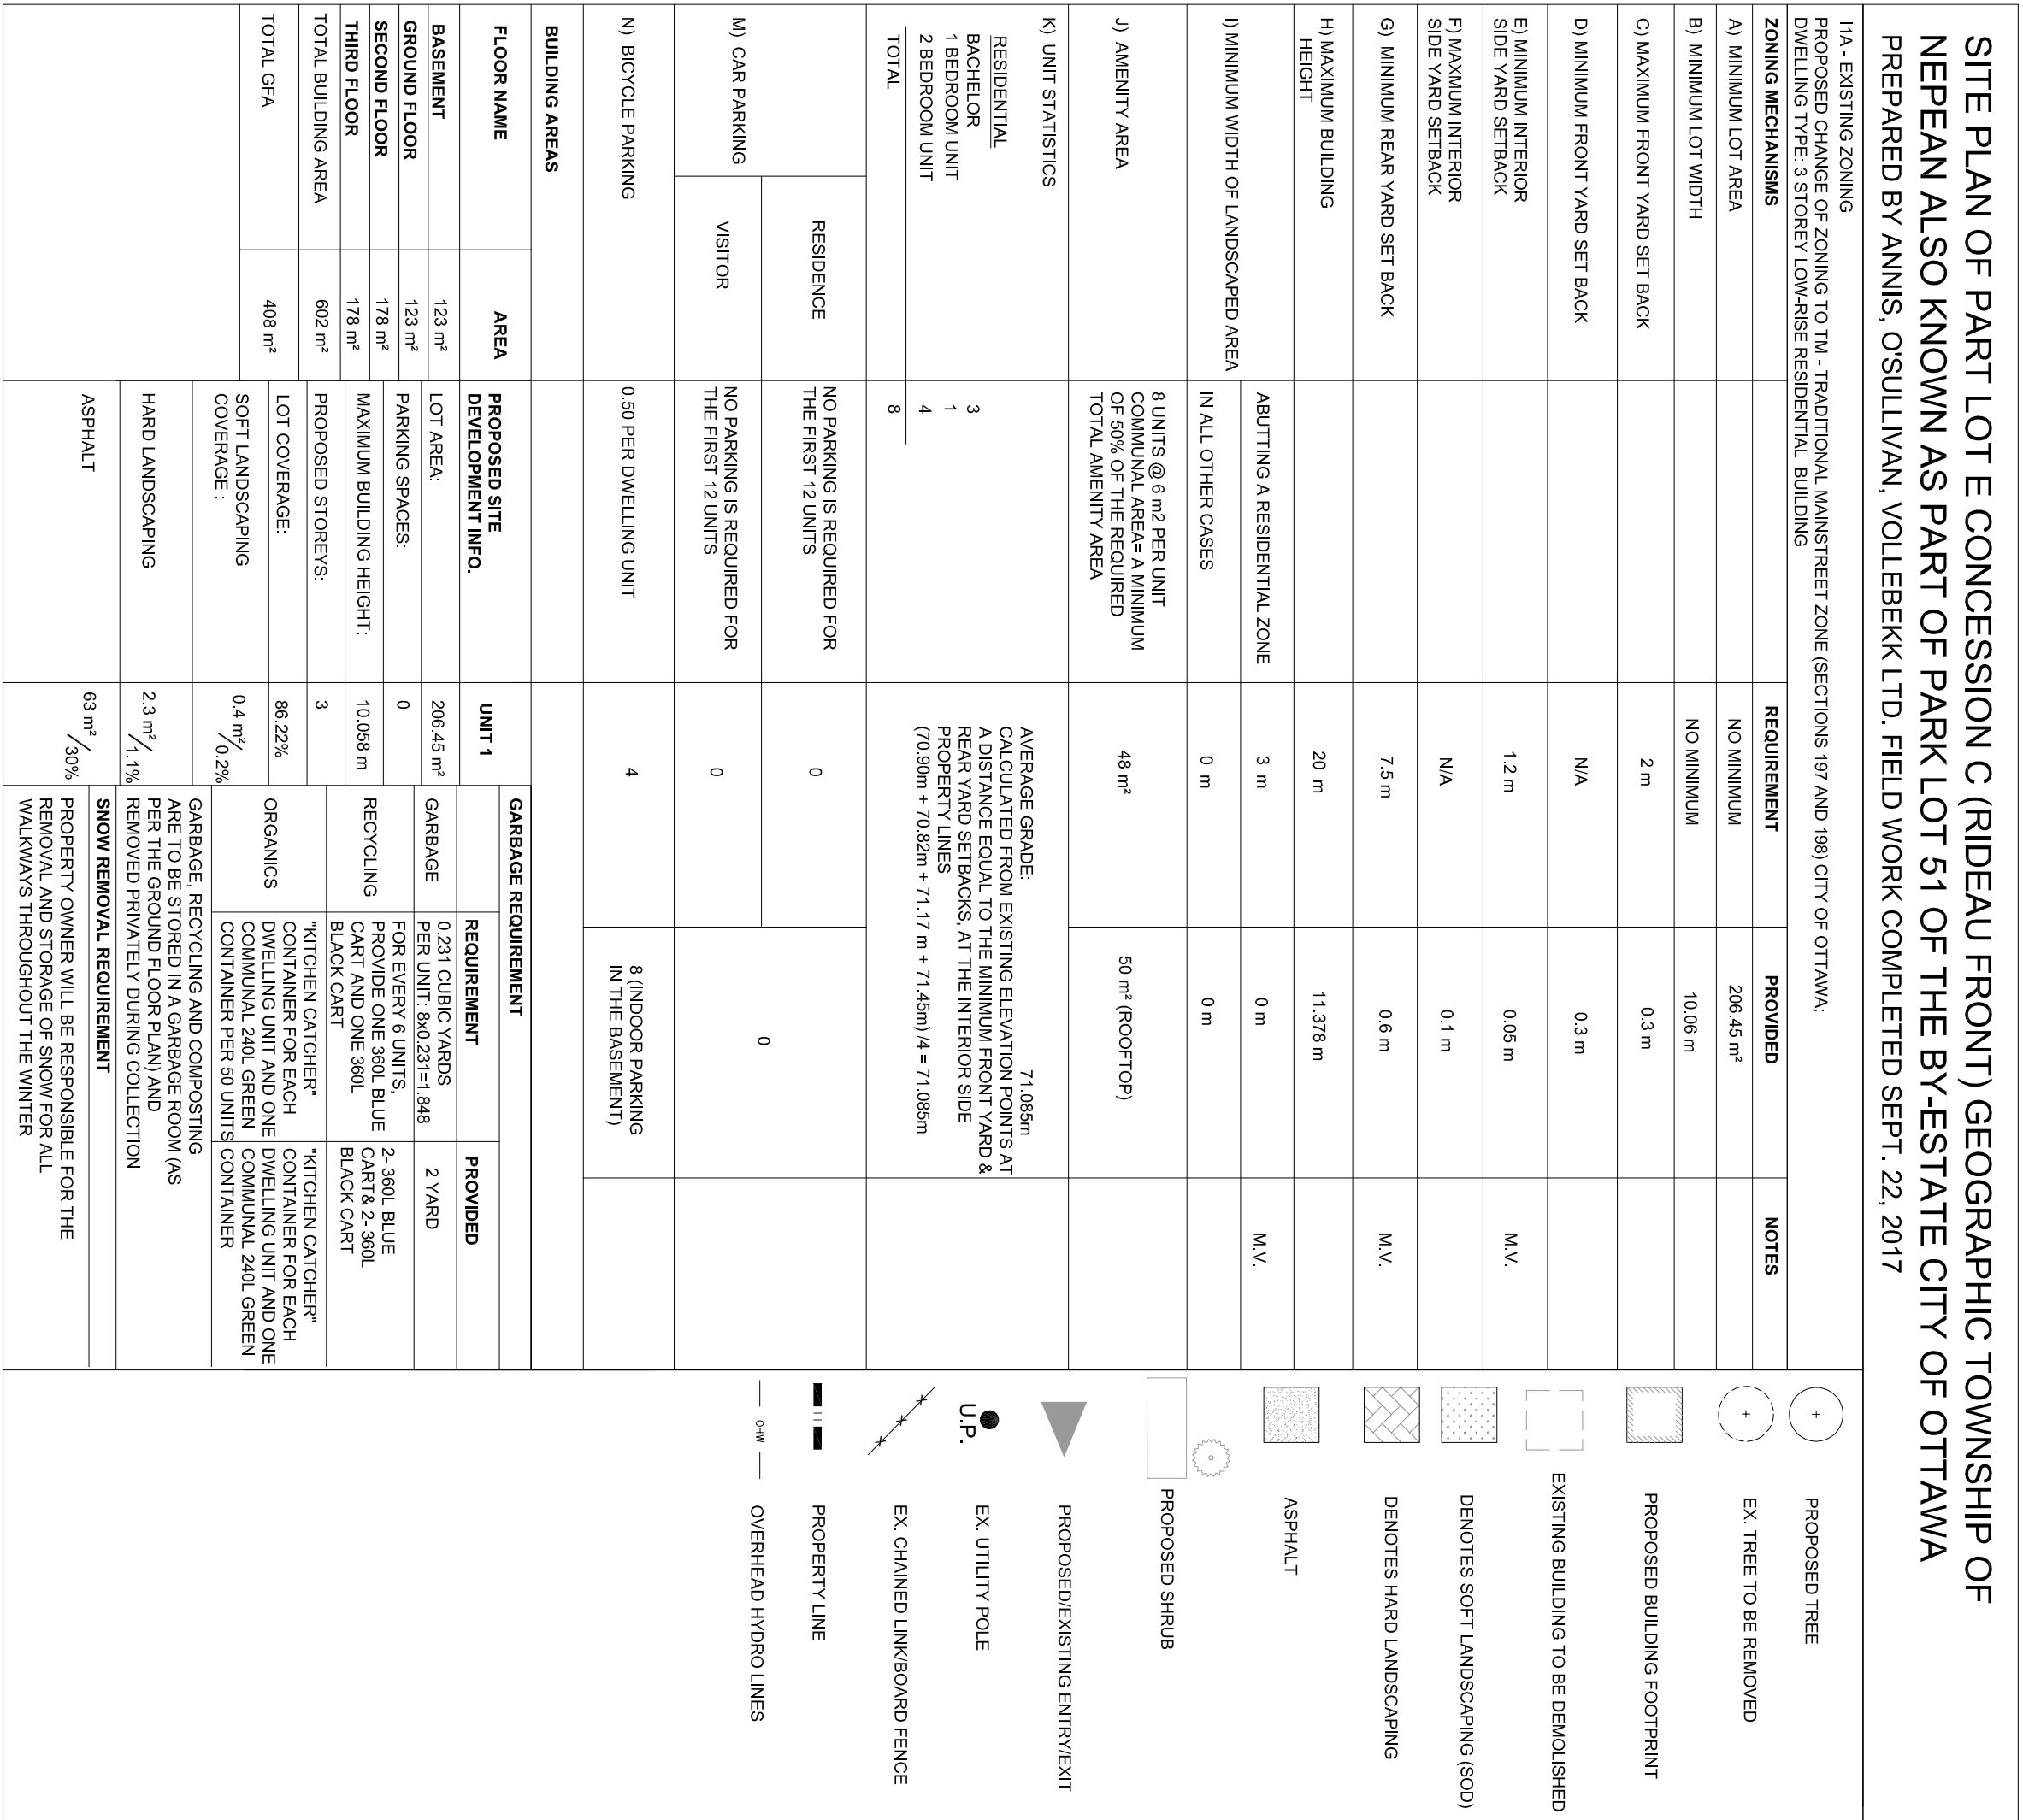 SITE PLAN OF PART LOT E CONCESSION C (RIDEAU FRONT) GEOGRAPHIC TOWNSHIP OF
NEPEAN ALSO KNOWN AS PART OF PARK LOT 51 OF THE BY-ESTATE CITY OF OTTAWA
PREPARED BY ANNIS, O'SULLIVAN, VOLLEBEKK LTD. FIELD WORK COMPLETED SEPT. 22, 2017
I1A - EXISTING ZONING
PROPOSED CHANGE OF ZONING TO TM - TRADITIONAL MAINSTREET ZONE (SECTIONS 197 AND 198) CITY OF OTTAWA;
DWELLING TYPE: 3 STOREY LOW-RISE RESIDENTIAL BUILDING
ZONING MECHANISMS REQUIREMENT PROVIDED NOTES
A) MINIMUM LOT AREA NO MINIMUM 206.45 m²
B) MINIMUM LOT WIDTH NO MINIMUM 10.06 m
C) MAXIMUM FRONT YARD SET BACK 2 m 0.3 m
D) MINIMUM FRONT YARD SET BACK N/A 0.3 m
E) MINIMUM INTERIOR
SIDE YARD SETBACK 1.2 m 0.05 m M.V.
F) MAXIMUM INTERIOR
SIDE YARD SETBACK N/A 0.1 m
G) MINIMUM REAR YARD SET BACK 7.5 m 0.6 m M.V.
H) MAXIMUM BUILDING
HEIGHT 20 m 11.378 m
I) MINIMUM WIDTH OF LANDSCAPED AREA
ABUTTING A RESIDENTIAL ZONE 3 m 0 m M.V.
IN ALL OTHER CASES 0 m 0 m
J) AMENITY AREA
8 UNITS @ 6 m2 PER UNIT
COMMUNAL AREA= A MINIMUM
OF 50% OF THE REQUIRED
TOTAL AMENITY AREA
48 m² 50 m² (ROOFTOP)
K) UNIT STATISTICS
RESIDENTIAL
BACHELOR 3
1 BEDROOM UNIT 1
2 BEDROOM UNIT 4
TOTAL 8
AVERAGE GRADE: 71.085m
CALCULATED FROM EXISTING ELEVATION POINTS AT
A DISTANCE EQUAL TO THE MINIMUM FRONT YARD &
REAR YARD SETBACKS, AT THE INTERIOR SIDE
PROPERTY LINES
(70.90m + 70.82m + 71.17 m + 71.45m) /4 = 71.085m
M) CAR PARKING
RESIDENCE
NO PARKING IS REQUIRED FOR
THE FIRST 12 UNITS
0
VISITOR
NO PARKING IS REQUIRED FOR
THE FIRST 12 UNITS
0
0
N) BICYCLE PARKING 0.50 PER DWELLING UNIT 4
8 (INDOOR PARKING
IN THE BASEMENT)
BUILDING AREAS
FLOOR NAME AREA
BASEMENT 123 m²
GROUND FLOOR 123 m²
SECOND FLOOR 178 m²
THIRD FLOOR 178 m²
TOTAL BUILDING AREA 602 m²
TOTAL GFA 408 m²
PROPOSED SITE
DEVELOPMENT INFO. UNIT 1
LOT AREA: 206.45 m²
PARKING SPACES: 0
MAXIMUM BUILDING HEIGHT: 10.058 m
PROPOSED STOREYS: 3
LOT COVERAGE: 86.22%
SOFT LANDSCAPING
COVERAGE : 0.4 m² / 0.2%
HARD LANDSCAPING 2.3 m² / 1.1%
ASPHALT 63 m² / 30%
GARBAGE REQUIREMENT
REQUIREMENT PROVIDED
GARBAGE
0.231 CUBIC YARDS
PER UNIT: 8x0.231=1.848
2 YARD
RECYCLING
FOR EVERY 6 UNITS,
PROVIDE ONE 360L BLUE
CART AND ONE 360L
BLACK CART
2- 360L BLUE
CART& 2- 360L
BLACK CART
ORGANICS
"KITCHEN CATCHER"
CONTAINER FOR EACH
DWELLING UNIT AND ONE
COMMUNAL 240L GREEN
CONTAINER PER 50 UNITS
"KITCHEN CATCHER"
CONTAINER FOR EACH
DWELLING UNIT AND ONE
COMMUNAL 240L GREEN
CONTAINER
GARBAGE, RECYCLING AND COMPOSTING
ARE TO BE STORED IN A GARBAGE ROOM (AS
PER THE GROUND FLOOR PLAN) AND
REMOVED PRIVATELY DURING COLLECTION
SNOW REMOVAL REQUIREMENT
PROPERTY OWNER WILL BE RESPONSIBLE FOR THE
REMOVAL AND STORAGE OF SNOW FOR ALL
WALKWAYS THROUGHOUT THE WINTER
PROPOSED TREE
EX. TREE TO BE REMOVED
PROPOSED BUILDING FOOTPRINT
EXISTING BUILDING TO BE DEMOLISHED
DENOTES SOFT LANDSCAPING (SOD)
DENOTES HARD LANDSCAPING
ASPHALT
PROPOSED SHRUB
PROPOSED/EXISTING ENTRY/EXIT
U.P. EX. UTILITY POLE
EX. CHAINED LINK/BOARD FENCE
PROPERTY LINE
OHW OVERHEAD HYDRO LINES